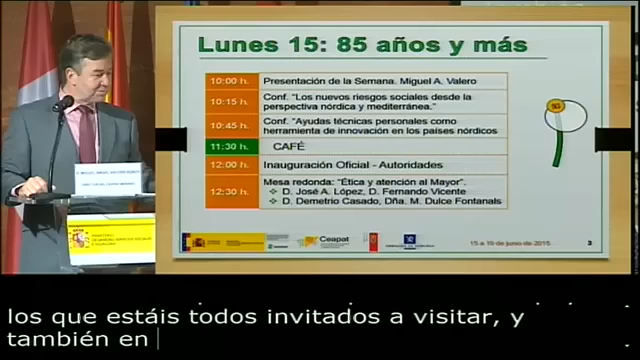 Lunes 15: 85 años y más
10:00 h. Presentación de la Semana. Miguel A. Valero
10:15 h. Conf. "Los nuevos riesgos sociales desde la
perspectiva nórdica y mediterránea."
10:45 h. Conf. "Ayudas técnicas personales como
herramienta de innovación en los países nórdicos
11:30 h. CAFÉ
12:00 h. Inauguración Oficial - Autoridades
12:30 h. Mesa redonda: "Ética y atención al Mayor".
D. José A. López, D. Fernando Vicente
D. Demetrio Casado, Dña. M. Dulce Fontanals
Ceapat
15 a 19 de junio de 2015
3
los que estáis todos invitados a visitar, y
también en